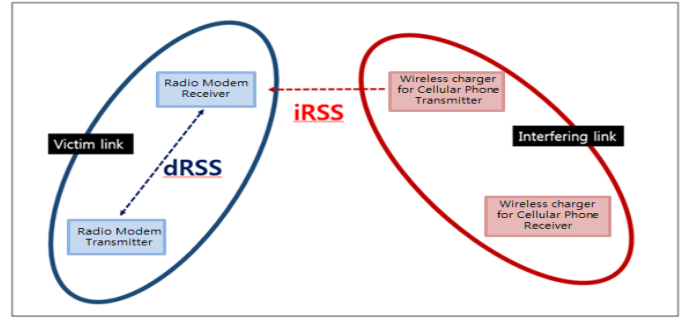 Radio Modem
Receiver
Wireless charger
for Cellular Phone
Transmitter
iRSS
Victim link
Interfering link
dRSS
Wireless charger
for Cellular Phone
Receiver
Radio Modem
Transmitter